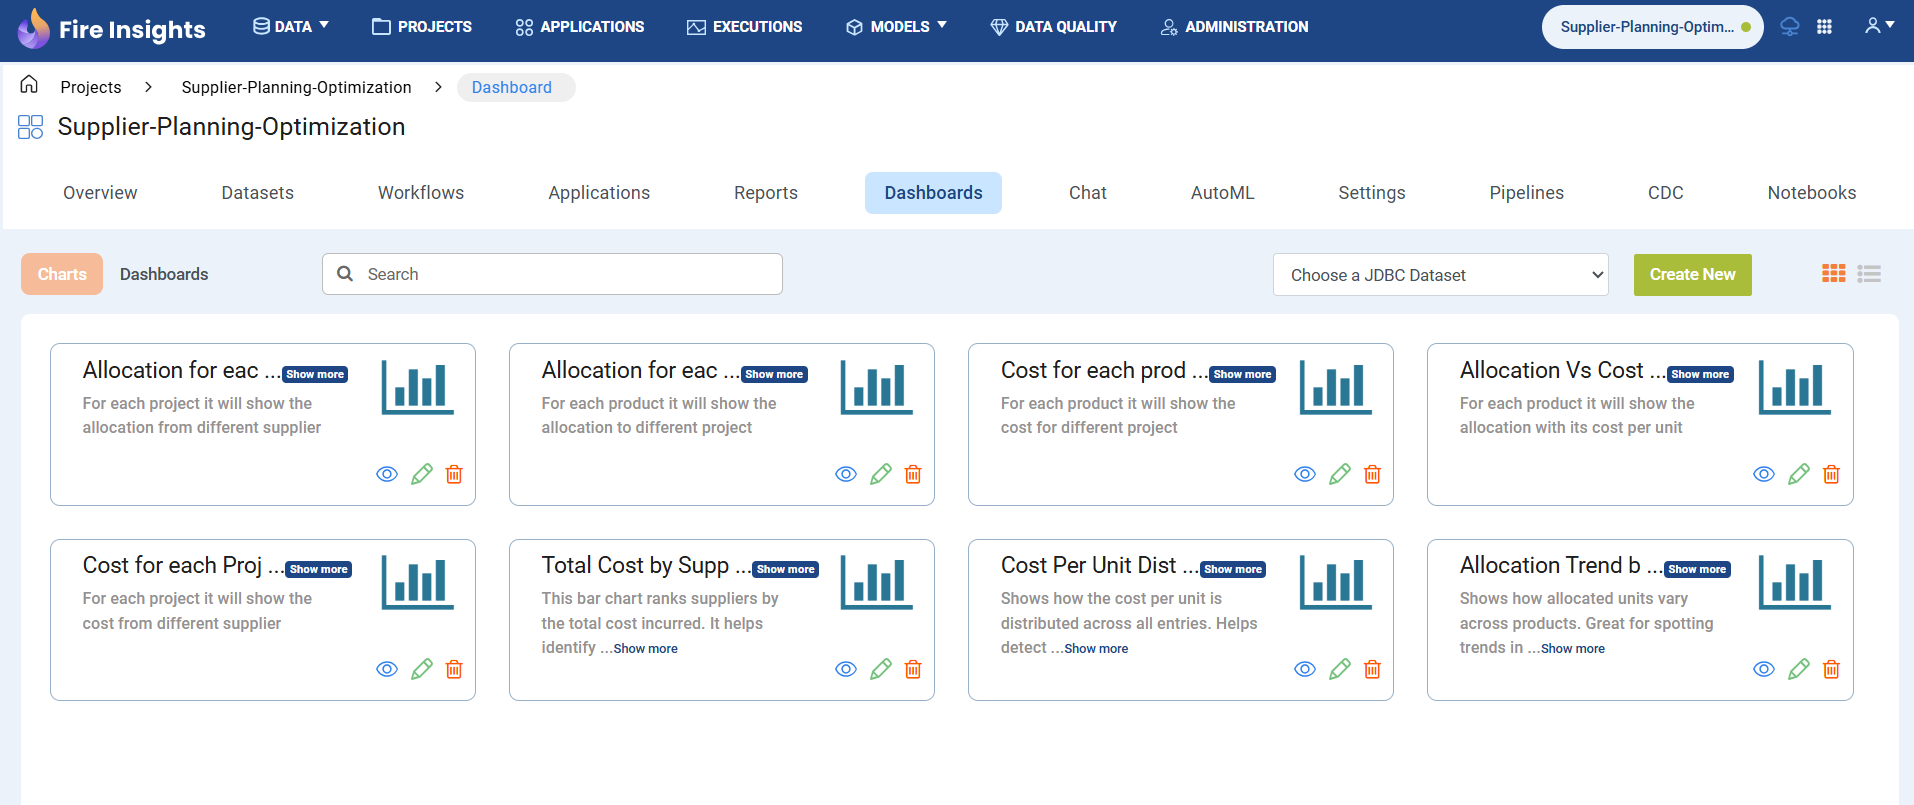 Fire Insights DATA PROJECTS APPLICATIONS EXECUTIONS MODELS DATA QUALITY ADMINISTRATION Supplier-Planning-Optim...
Projects > Supplier-Planning-Optimization > Dashboard
Supplier-Planning-Optimization
Overview Datasets Workflows Applications Reports Dashboards Chat AutoML Settings Pipelines CDC Notebooks
Charts Dashboards Search Choose a JDBC Dataset Create New
Allocation for eac ...Show more
For each project it will show the
allocation from different supplier
Allocation for eac ...Show more
For each product it will show the
allocation to different project
Cost for each prod ...Show more
For each product it will show the
cost for different project
Allocation Vs Cost ...Show more
For each product it will show the
allocation with its cost per unit
Cost for each Proj ...Show more
For each project it will show the
cost from different supplier
Total Cost by Supp ...Show more
This bar chart ranks suppliers by
the total cost incurred. It helps
identify ...Show more
Cost Per Unit Dist ...Show more
Shows how the cost per unit is
distributed across all entries. Helps
detect ...Show more
Allocation Trend b ...Show more
Shows how allocated units vary
across products. Great for spotting
trends in ...Show more